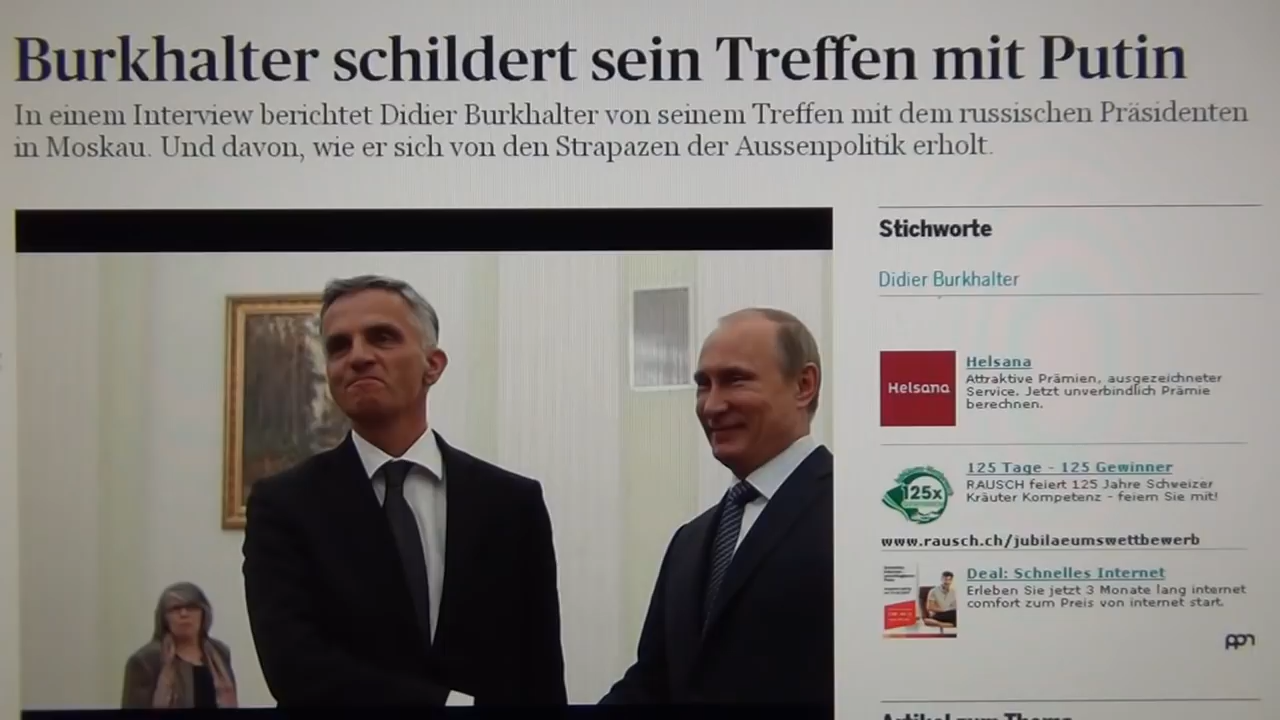 Burkhalter schildert sein Treffen mit Putin
In einem Interview berichtet Didier Burkhalter von seinem Treffen mit dem russischen Präsidenten
in Moskau. Und davon, wie er sich von den Strapazen der Aussenpolitik erholt.
Stichworte
Didier Burkhalter
Helsana
Helsana
Attraktive Prämien, ausgezeichneter
Service. Jetzt unverbindlich Prämie
berechnen.
125x
125 Tage - 125 Gewinner
RAUSCH feiert 125 Jahre Schweizer
Kräuter Kompetenz - feiern Sie mit!
www.rausch.ch/jubilaeumswettbewerb
Deal: Schnelles Internet
Erleben Sie jetzt 3 Monate lang internet
comfort zum Preis von internet start.
ppn
Artikel zum Thema